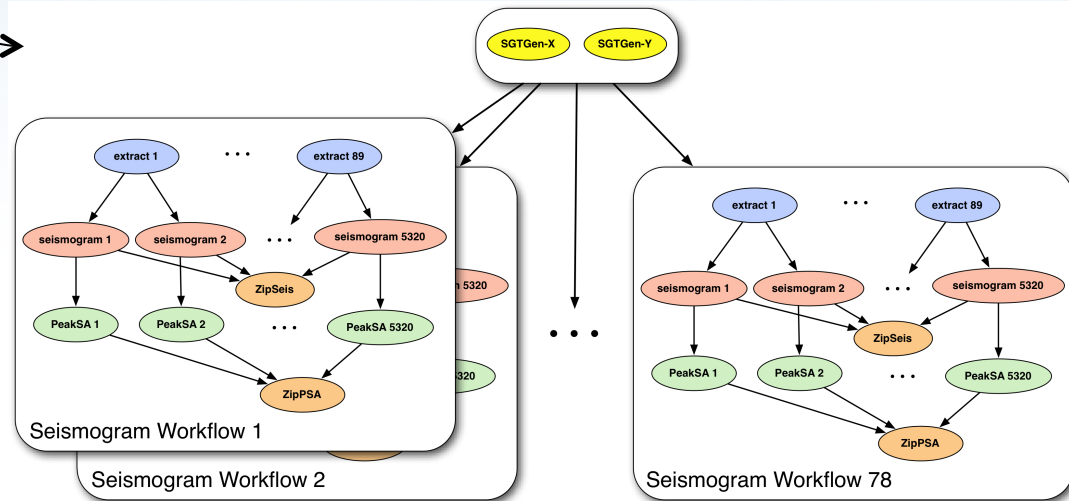 SGTGen-X SGTGen-Y
extract 1 ... extract 89
seismogram 1 seismogram 2 ... seismogram 5320
ZipSeis
PeakSA 1 PeakSA 2 ... PeakSA 5320
ZipPSA
Seismogram Workflow 1
5320
5320
Seismogram Workflow 2
...
extract 1 ... extract 89
seismogram 1 seismogram 2 ... seismogram 5320
ZipSeis
PeakSA 1 PeakSA 2 ... PeakSA 5320
ZipPSA
Seismogram Workflow 78